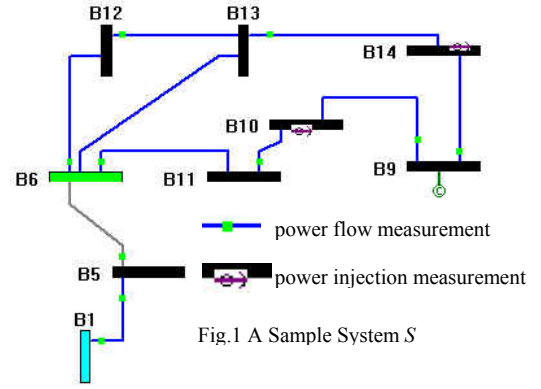 B12
B13
B14
B10
B9
B6
B11
C
power flow measurement
B5
power injection measurement
B1
Fig.1 A Sample System S